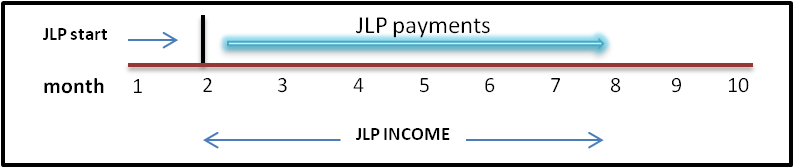 JLP payments
JLP start
month 1 2 3 4 5 6 7 8 9 10
JLP INCOME